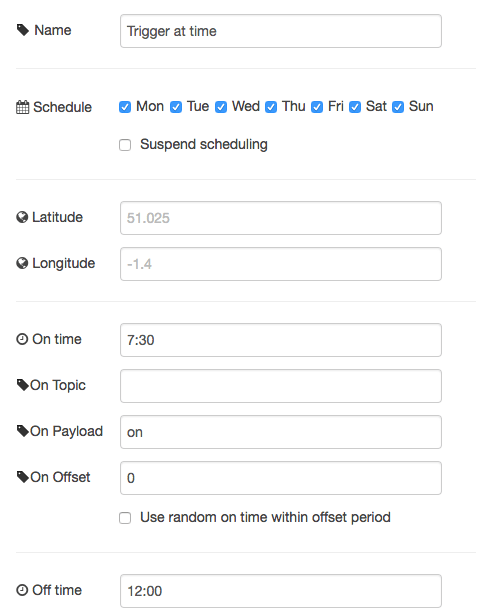 Name Trigger at time
Schedule Mon Tue Wed Thu Fri Sat Sun
Suspend scheduling
Latitude 51.025
Longitude -1.4
On time 7:30
On Topic
On Payload on
On Offset 0
Use random on time within offset period
Off time 12:00